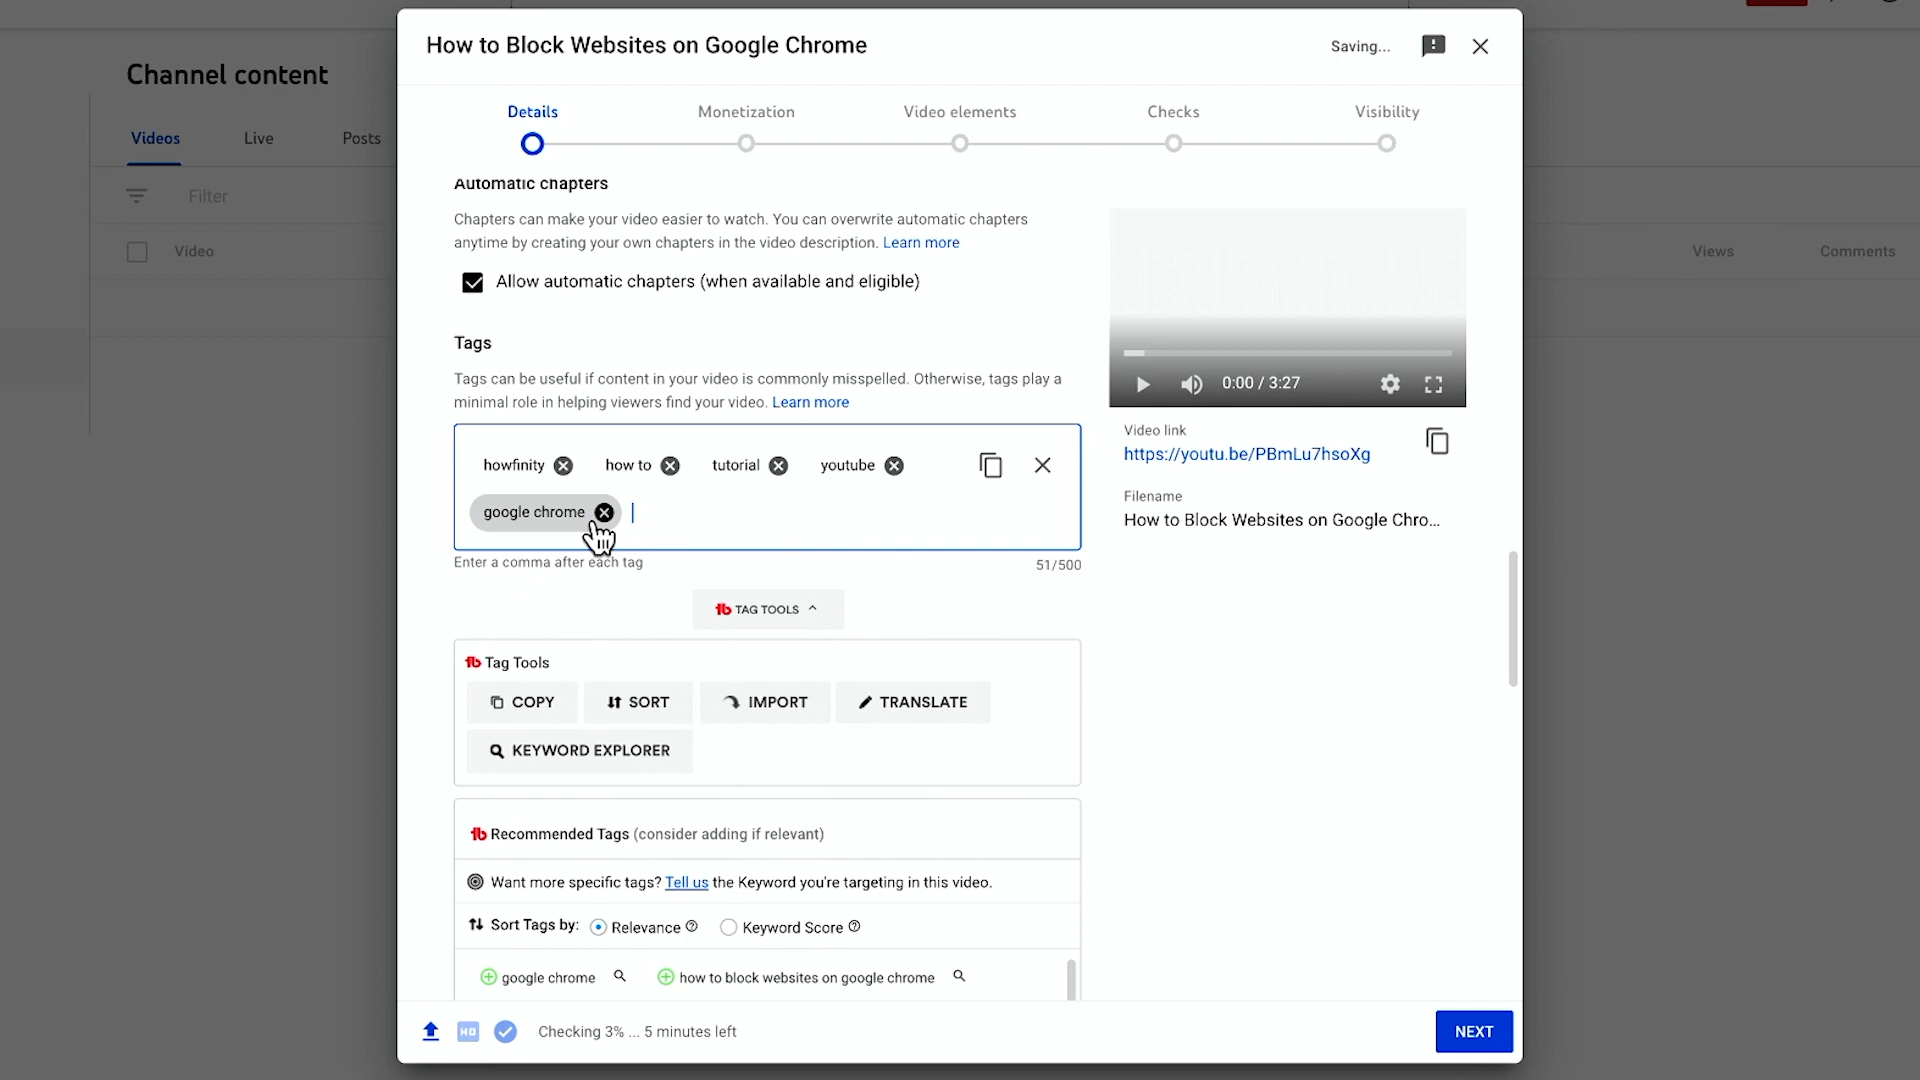 How to Block Websites on Google Chrome
Saving...
Channel content
Details
Monetization
Video elements
Checks
Visibility
Videos
Live
Posts
Automatic chapters
Filter
Chapters can make your video easier to watch. You can overwrite automatic chapters
anytime by creating your own chapters in the video description. Learn more
Video
Views
Comments
Allow automatic chapters (when available and eligible)
Tags
Tags can be useful if content in your video is commonly misspelled. Otherwise, tags play a
minimal role in helping viewers find your video. Learn more
0:00 / 3:27
Video link
https://youtu.be/PBmLu7hsoXg
Filename
How to Block Websites on Google Chro...
howfinity
how to
tutorial
youtube
google chrome
Enter a comma after each tag
51/500
tb TAG TOOLS
tb Tag Tools
COPY
SORT
IMPORT
TRANSLATE
KEYWORD EXPLORER
tb Recommended Tags (consider adding if relevant)
Want more specific tags? Tell us the Keyword you're targeting in this video.
Sort Tags by:
Relevance
Keyword Score
google chrome
how to block websites on google chrome
HD
Checking 3% ... 5 minutes left
NEXT